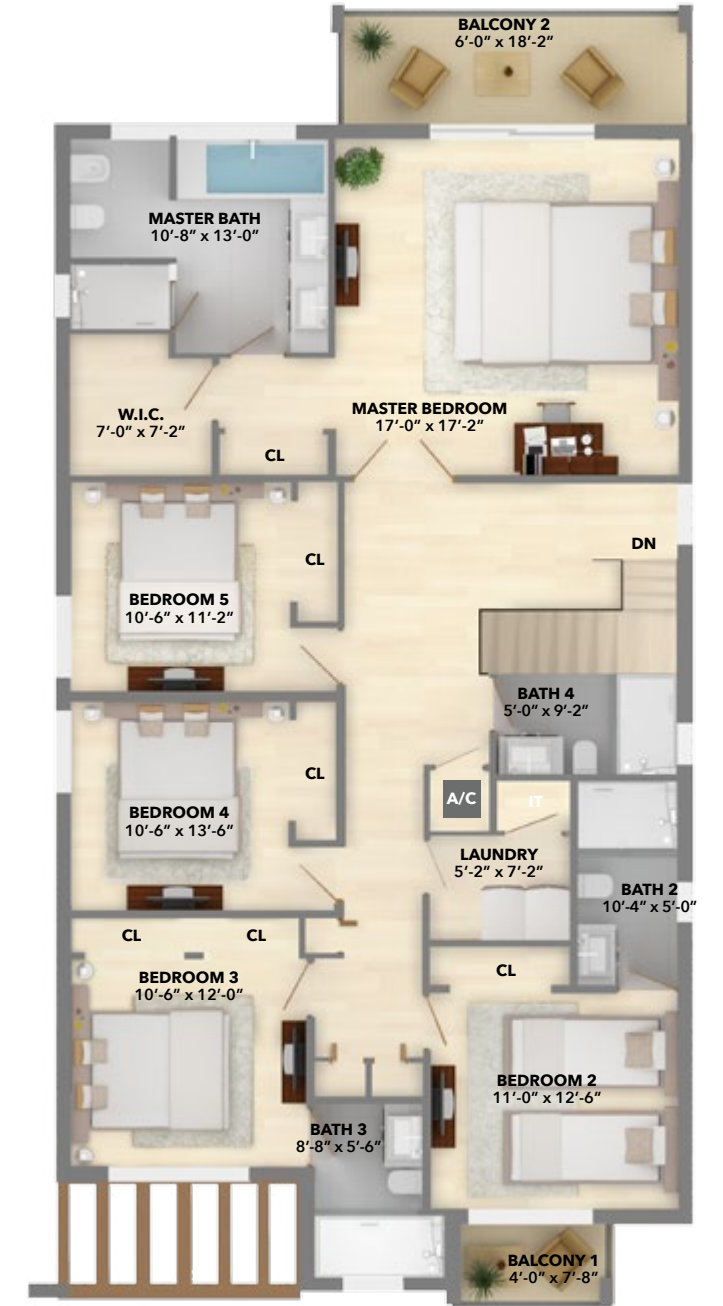 BALCONY 2
6'-0" x 18'-2"
MASTER BATH
10'-8" x 13'-0"
W.I.C.
7'-0" x 7'-2"
MASTER BEDROOM
17'-0" x 17'-2"
CL
CL
DN
BEDROOM 5
10'-6" x 11'-2"
BATH 4
5'-0" x 9'-2"
CL
BEDROOM 4
10'-6" x 13'-6"
A/C
IT
LAUNDRY
5'-2" x 7'-2"
BATH 2
10'-4" x 5'-0"
CL
CL
CL
BEDROOM 3
10'-6" x 12'-0"
BEDROOM 2
11'-0" x 12'-6"
BATH 3
8'-8" x 5'-6"
BALCONY 1
4'-0" x 7'-8"